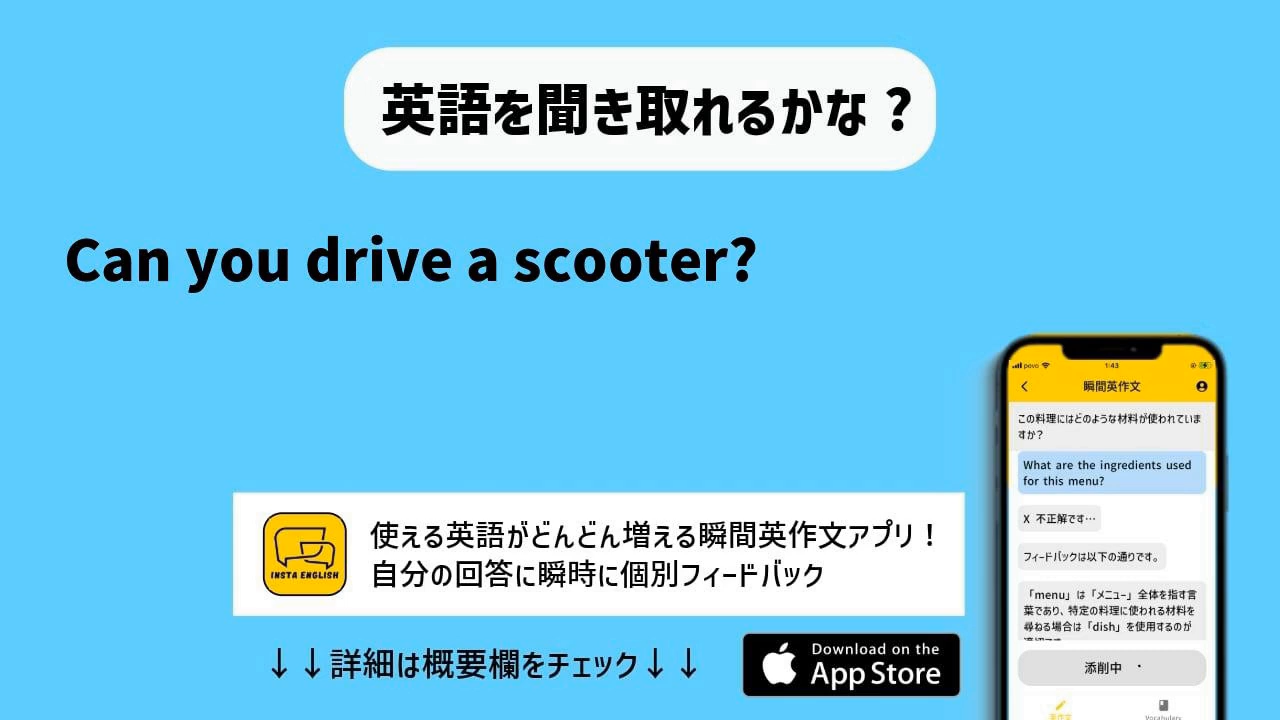 英語を聞き取れるかな?
Can you drive a scooter?
povo
1:43
瞬間英作文
この料理にはどのような材料が使われていま
すか?
What are the ingredients used
for this menu?
X 不正解です…
フィードバックは以下の通りです。
「menu」は「メニュー」全体を指す言
葉であり、特定の料理に使われる材料を
尋ねる場合は「dish」を使用するのが
添削中
英作文
Vocabulary
INSTA ENGLISH
使える英語がどんどん増える瞬間英作文アプリ!
自分の回答に瞬時に個別フィードバック
↓↓詳細は概要欄をチェック↓↓
Download on the
App Store